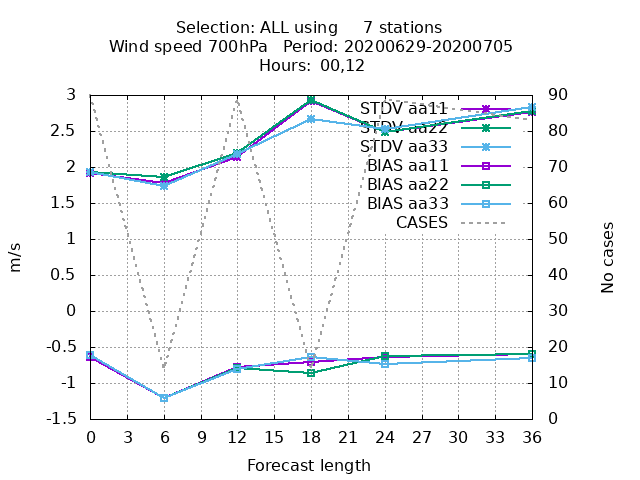 Selection: ALL using     7 stations
Wind speed 700hPa   Period: 20200629-20200705
Hours:  00,12
3
2.5
2
1.5
1
0.5
0
-0.5
-1
-1.5
m/s
STDV aa11
STDV aa22
STDV aa33
BIAS aa11
BIAS aa22
BIAS aa33
CASES
90
80
70
60
50
40
30
20
10
0
No cases
0 3 6 9 12 15 18 21 24 27 30 33 36
Forecast length